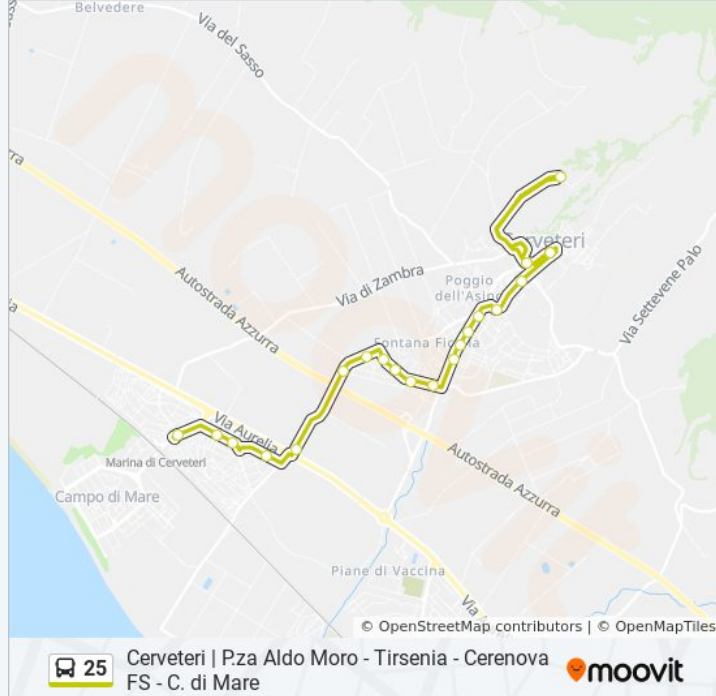 Belvedere
Via del Sasso
Cerveteri
Via di Zambra
Poggio
dell'Asino
Via Settevene Palo
Autostrada Azzurra
Fontana Ficella
Via Aurelia
Marina di Cerveteri
Autostrada Azzurra
Campo di Mare
Piane di Vaccina
Via
© OpenStreetMap contributors | © OpenMapTiles
25
Cerveteri | P.za Aldo Moro - Tirsenia - Cerenova
FS - C. di Mare
moovit